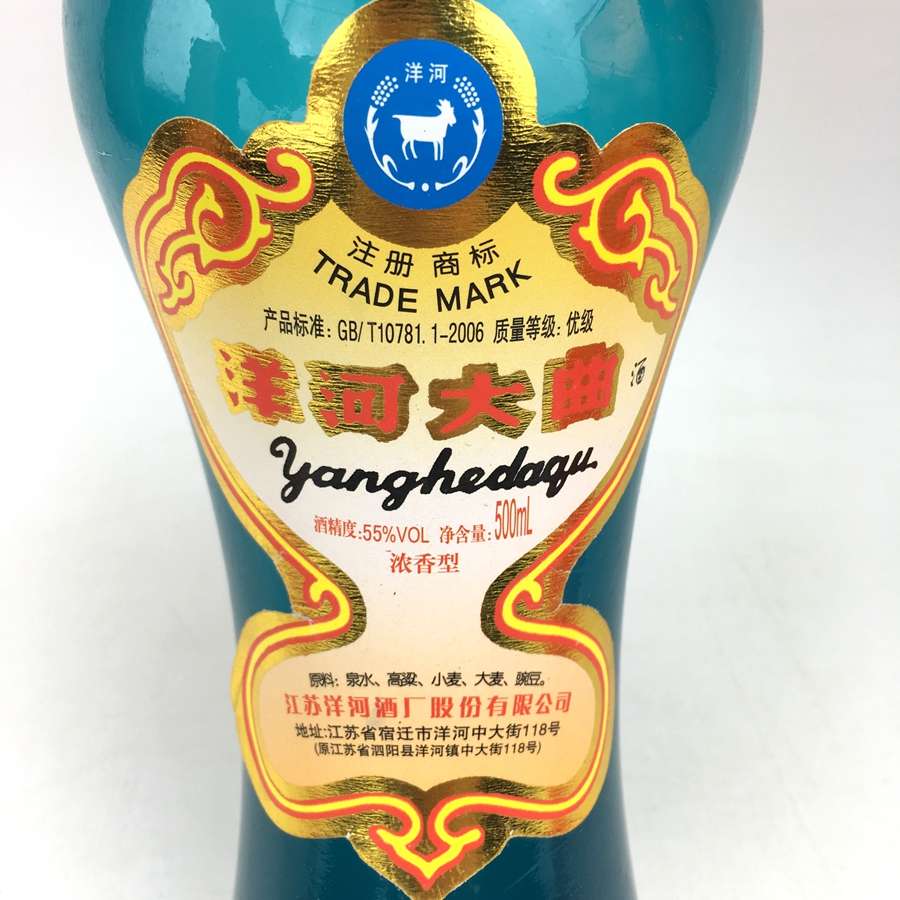 洋河
注册 商标
TRADE MARK
产品标准: GB/T10781.1-2006 质量等级: 优级
洋河大曲 酒
Yanghedaqu
酒精度:55%VOL 净含量:500mL
浓香型
原料: 泉水、高粱、小麦、大麦、豌豆。
江苏洋河酒厂股份有限公司
地址:江苏省宿迁市洋河中大街118号
(原江苏省泗阳县洋河镇中大街118号)